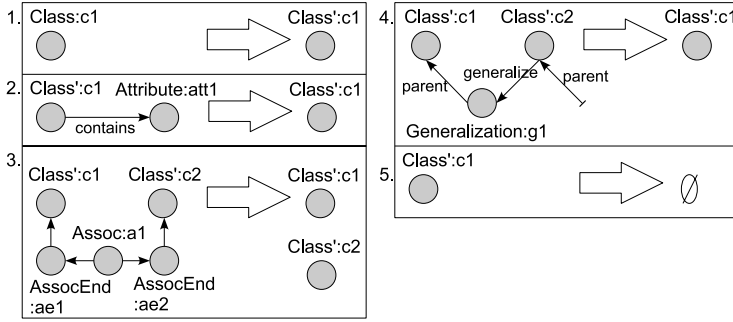 1. Class:c1 Class':c1
2. Class':c1 Attribute:att1 Class':c1
contains
3. Class':c1 Class':c2 Class':c1
Assoc:a1
Class':c2
AssocEnd AssocEnd
:ae1 :ae2
4. Class':c1 Class':c2 Class':c1
generalize
parent parent
Generalization:g1
5. Class':c1
∅